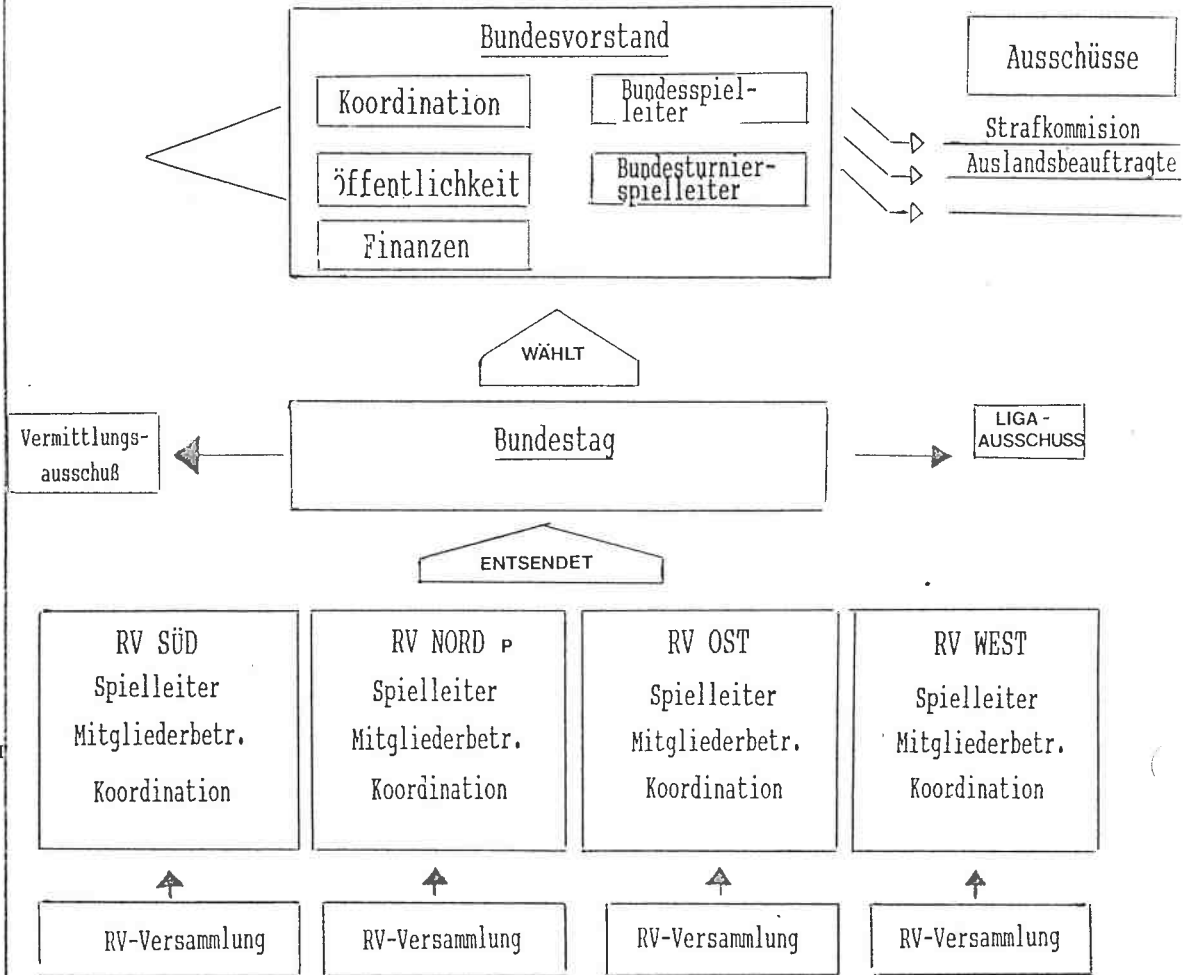 Bundesvorstand
Koordination
Bundesspiel-
leiter
Öffentlichkeit
Bundesturnier-
spielleiter
Finanzen
Ausschüsse
Strafkommision
Auslandsbeauftragte
WÄHLT
Vermittlungs-
ausschuß
Bundestag
LIGA-
AUSSCHUSS
ENTSENDET
RV SÜD
Spielleiter
Mitgliederbetr.
Koordination
RV NORD P
Spielleiter
Mitgliederbetr.
Koordination
RV OST
Spielleiter
Mitgliederbetr.
Koordination
RV WEST
Spielleiter
Mitgliederbetr.
Koordination
RV-Versammlung
RV-Versammlung
RV-Versammlung
RV-Versammlung